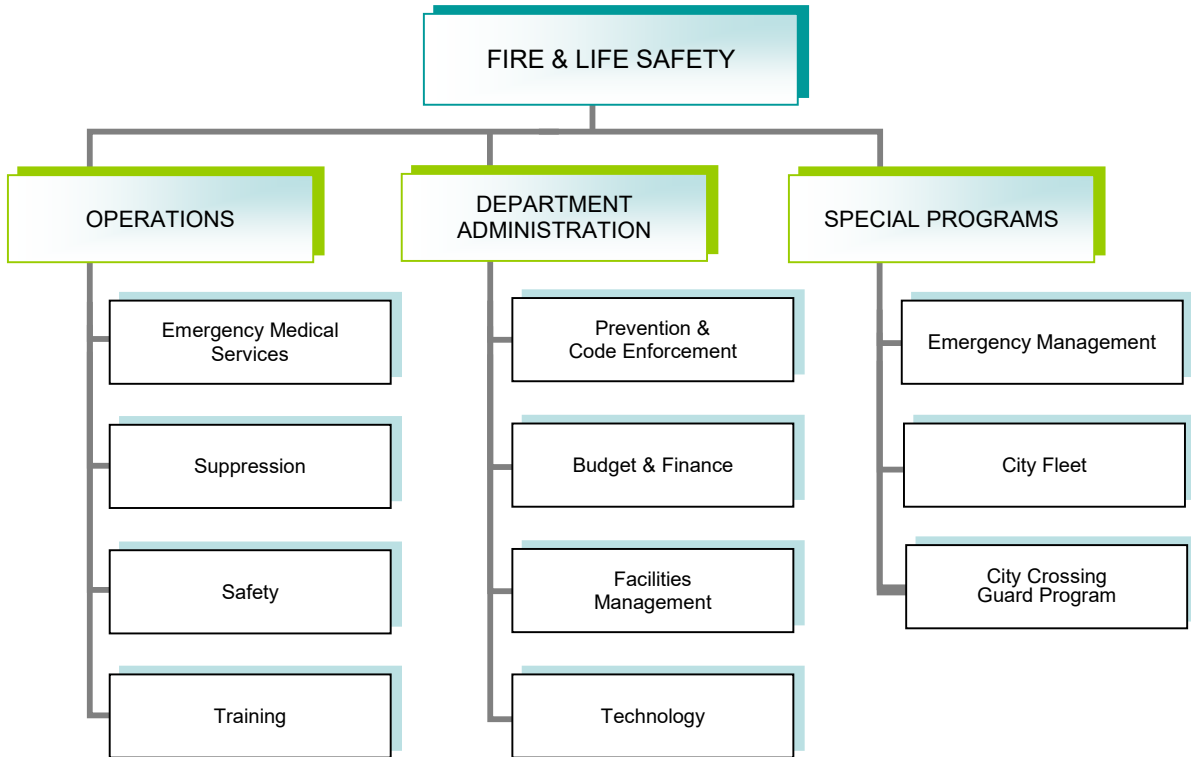 FIRE & LIFE SAFETY
OPERATIONS
DEPARTMENT
ADMINISTRATION
SPECIAL PROGRAMS
Emergency Medical
Services
Prevention &
Code Enforcement
Emergency Management
Suppression
Budget & Finance
City Fleet
Safety
Facilities
Management
City Crossing
Guard Program
Training
Technology